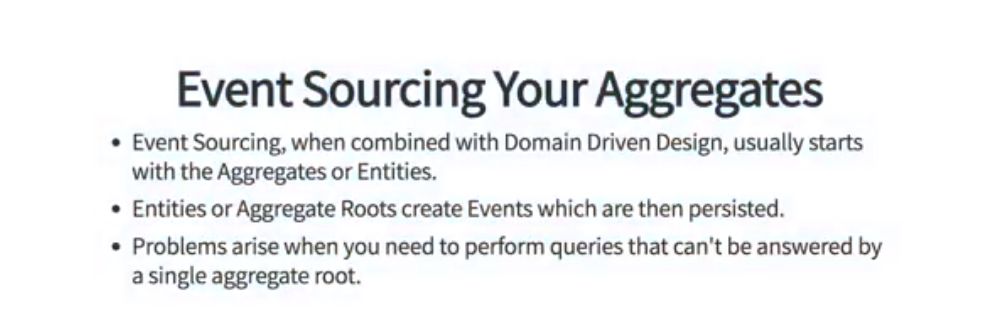 Event Sourcing Your Aggregates
• Event Sourcing, when combined with Domain Driven Design, usually starts
with the Aggregates or Entities.
• Entities or Aggregate Roots create Events which are then persisted.
• Problems arise when you need to perform queries that can't be answered by
a single aggregate root.